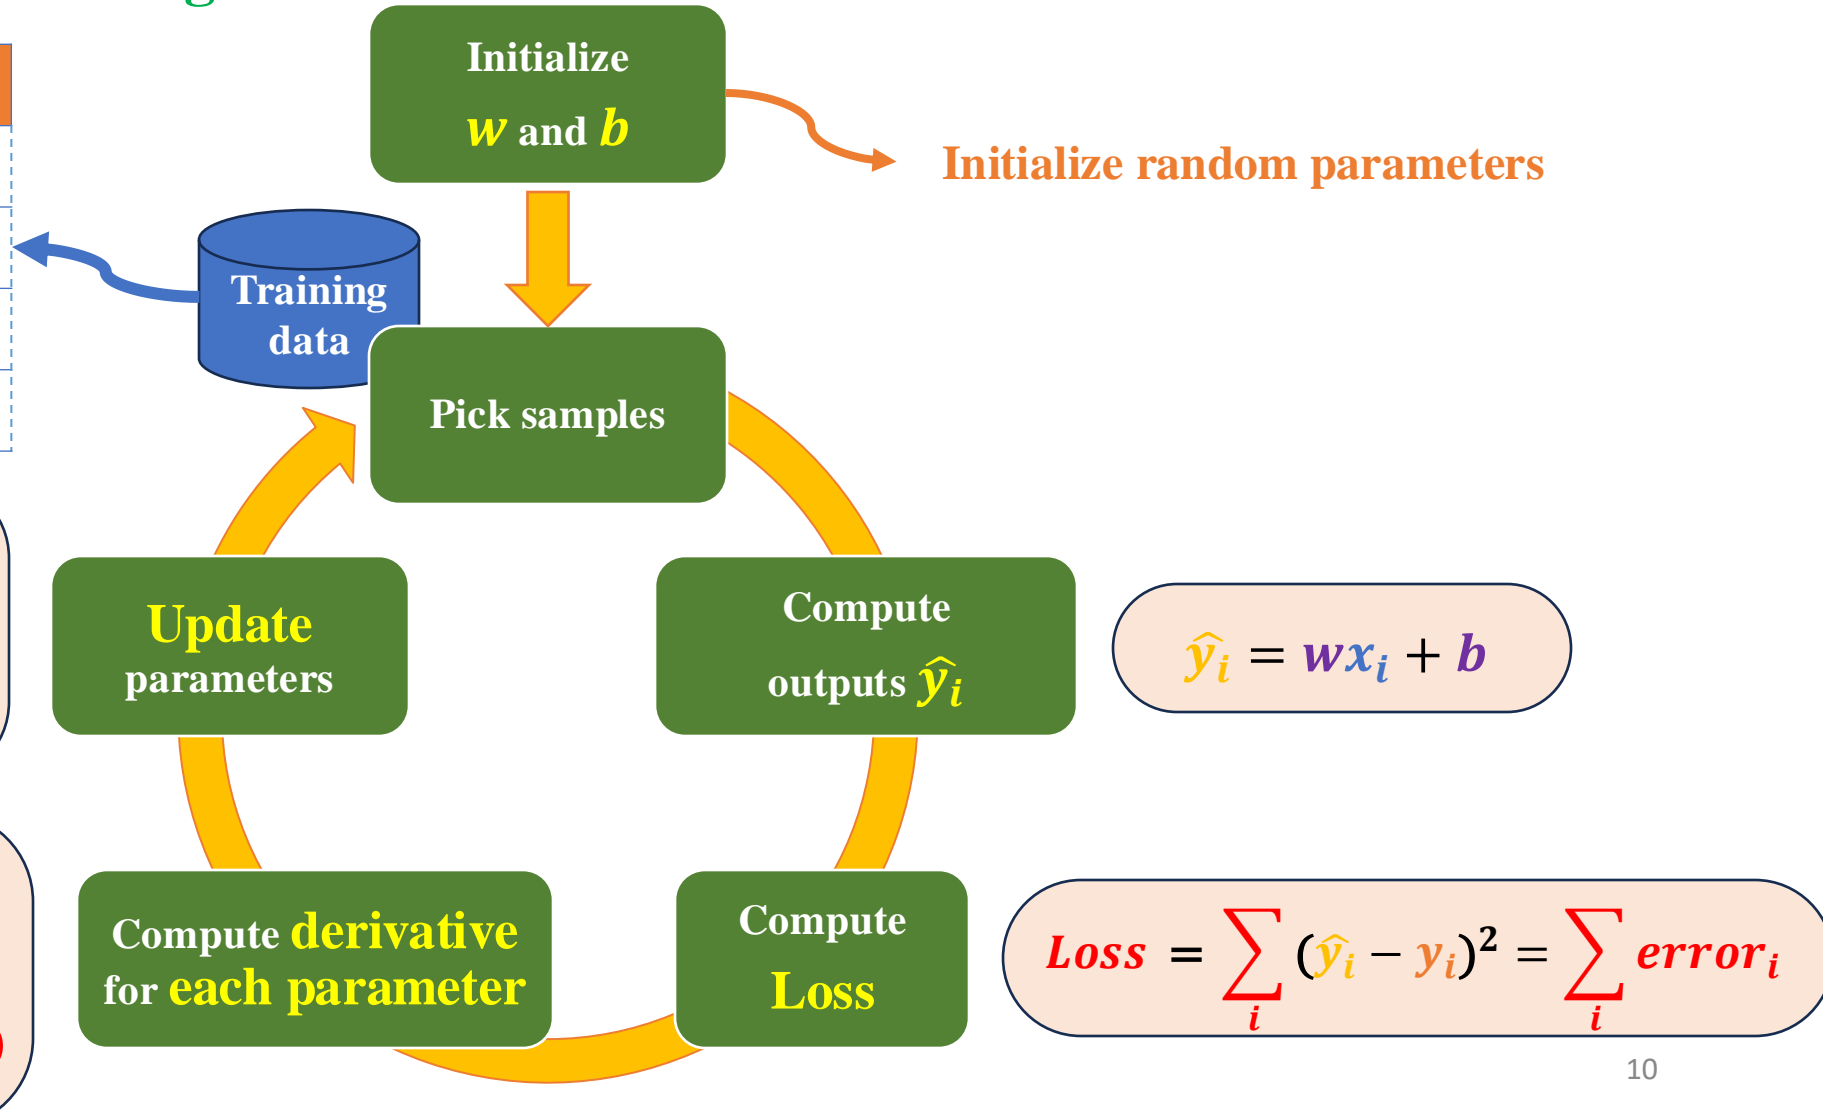 Initialize
w and b
Initialize random parameters
Training
data
Pick samples
Update
parameters
Compute
outputs ŷᵢ
ŷᵢ = wxᵢ + b
Compute derivative
for each parameter
Compute
Loss
Loss = ∑ᵢ (ŷᵢ − yᵢ)² = ∑ᵢ errorᵢ
)
10